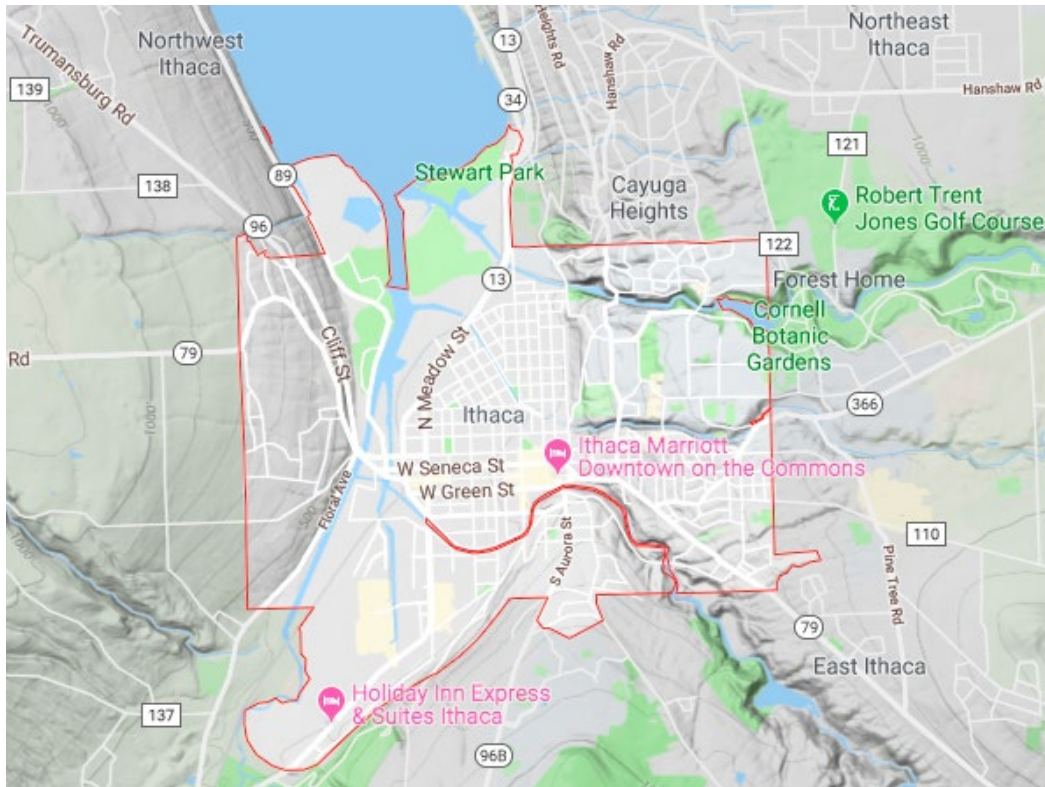 13
Heights Rd
Hanshaw Rd
Northeast
Ithaca
Northwest
Ithaca
Trumansburg Rd
139
1000
34
Hanshaw Rd
121
1000
89
Stewart Park
138
Cayuga
Heights
Robert Trent
Jones Golf Course
96
122
13
Forest Home
Cornell
Botanic
Gardens
Rd
79
Cliff St
N Meadow St
1000
366
Ithaca
Ithaca Marriott
Downtown on the Commons
W Seneca St
W Green St
Floral Ave
500
S Aurora St
1000
110
Pine Tree Rd
79
East Ithaca
Holiday Inn Express
& Suites Ithaca
137
96B